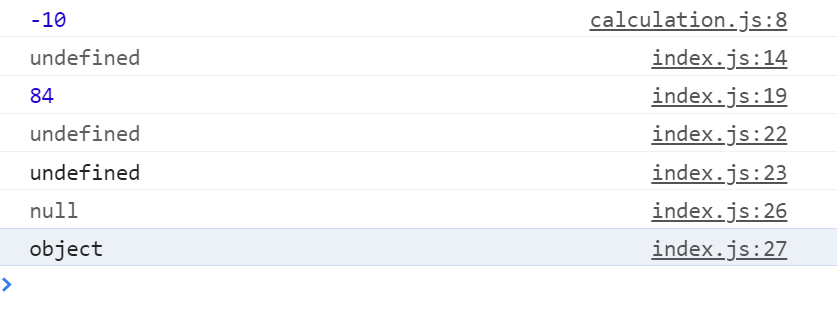 -10 calculation.js:8
undefined index.js:14
84 index.js:19
undefined index.js:22
undefined index.js:23
null index.js:26
object index.js:27